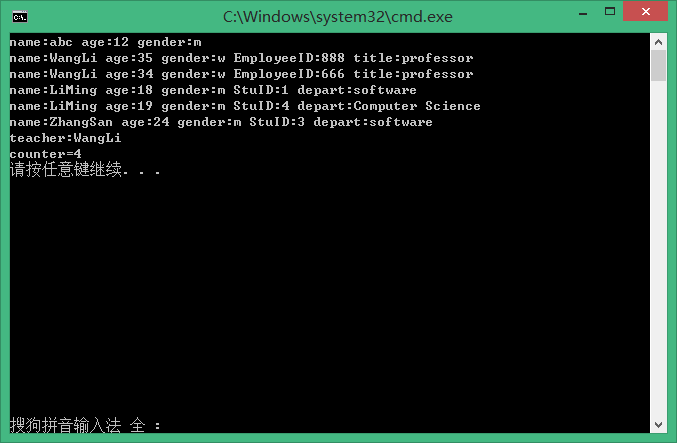 C:\Windows\system32\cmd.exe
name:abc age:12 gender:m
name:WangLi age:35 gender:w EmployeeID:888 title:professor
name:WangLi age:34 gender:w EmployeeID:666 title:professor
name:LiMing age:18 gender:m StuID:1 depart:software
name:LiMing age:19 gender:m StuID:4 depart:Computer Science
name:ZhangSan age:24 gender:m StuID:3 depart:software
teacher:WangLi
counter=4
请按任意键继续. . .
搜狗拼音输入法 全 :